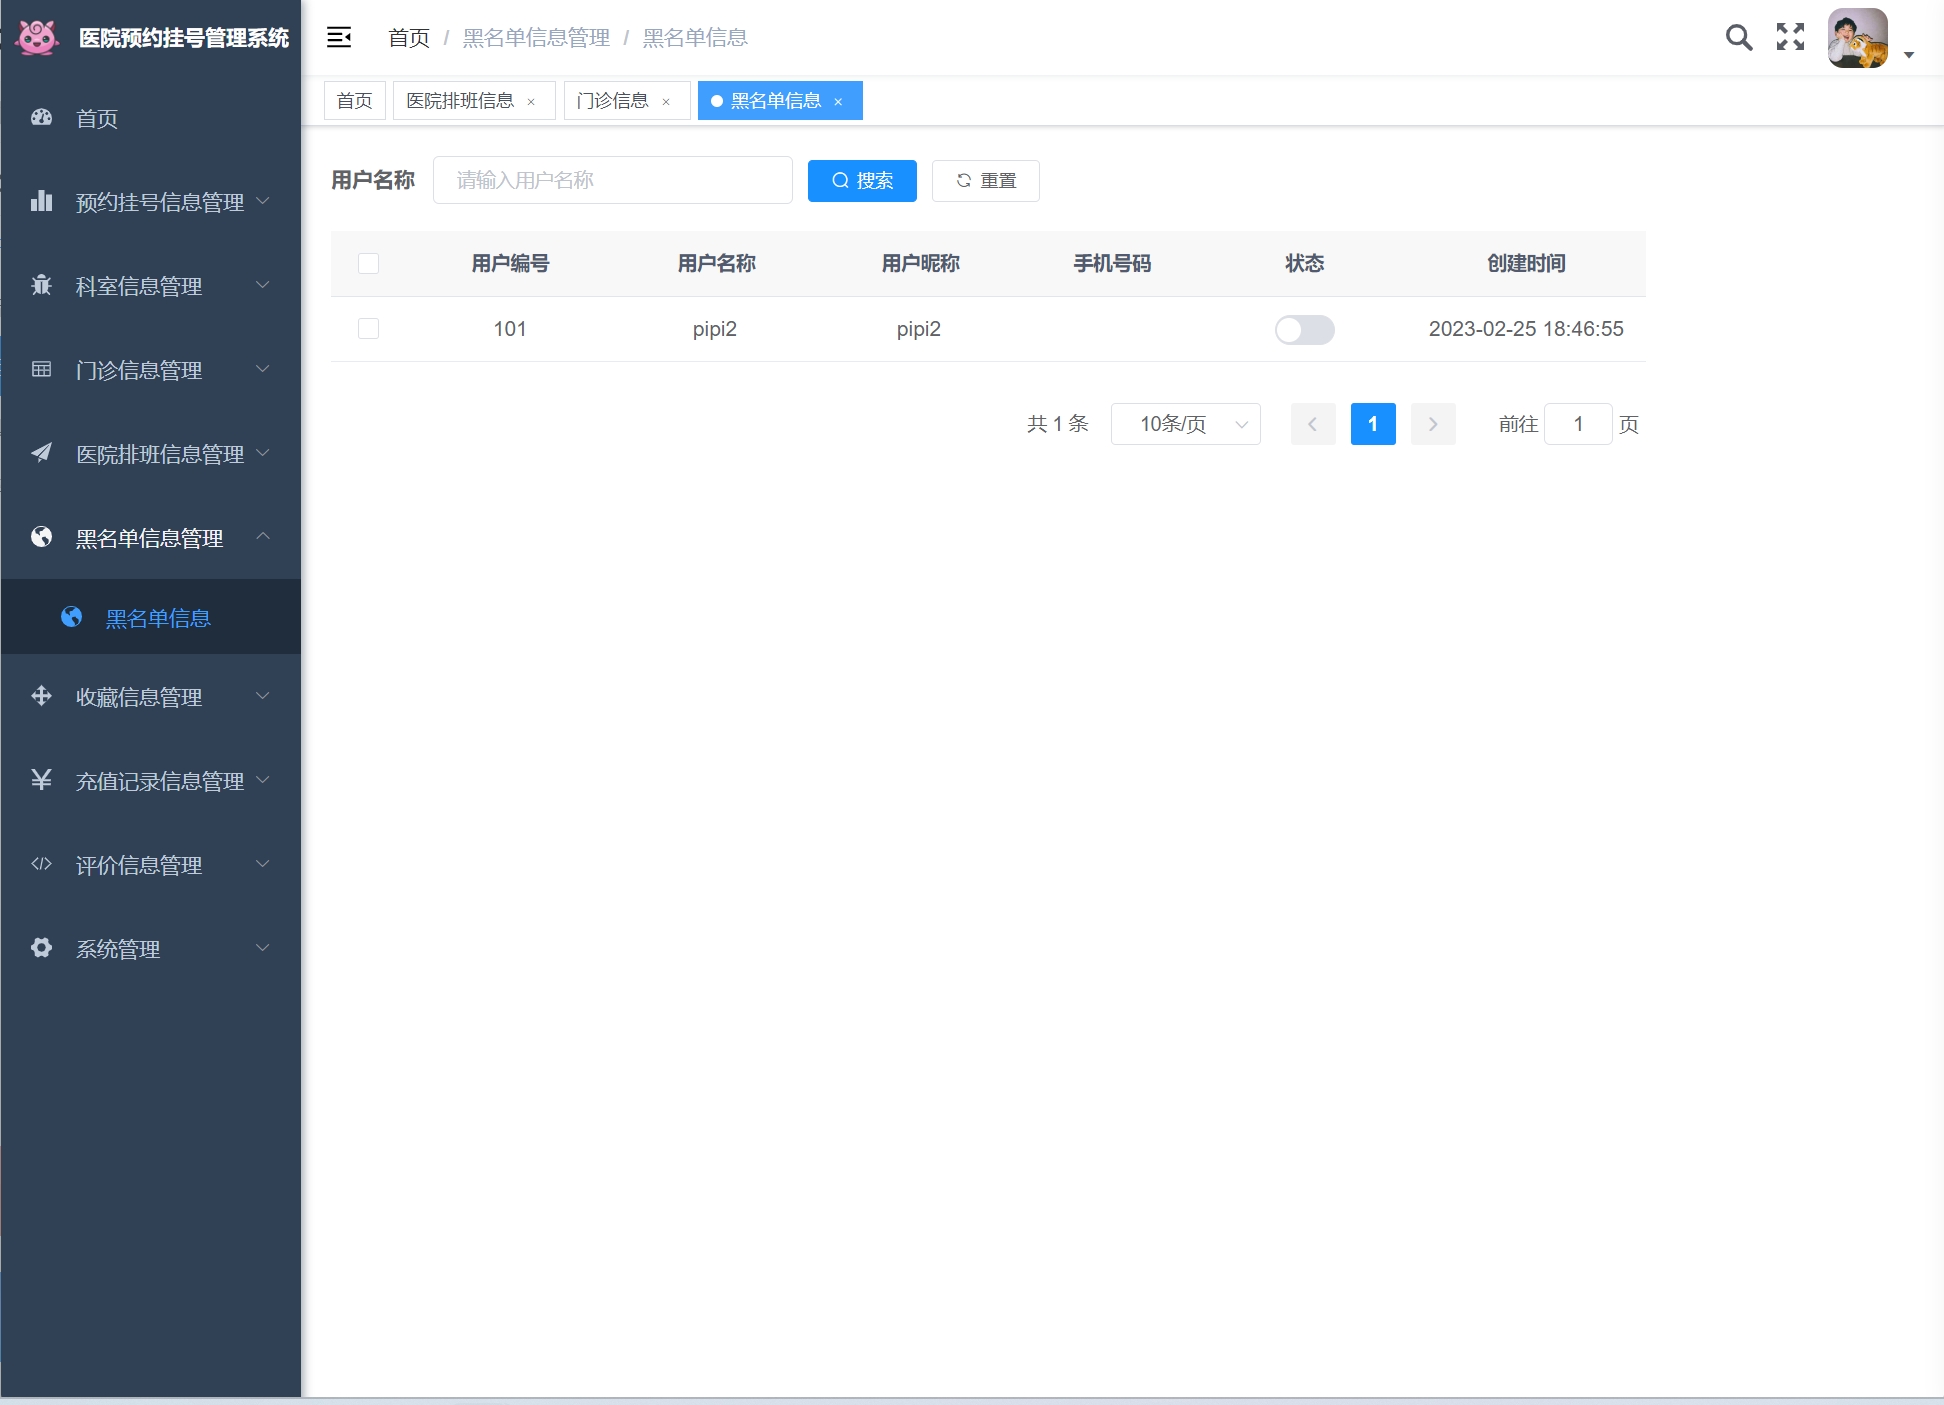 医院预约挂号管理系统
首页 / 黑名单信息管理 / 黑名单信息
首页
医院排班信息 ×
门诊信息 ×
黑名单信息 ×
首页
预约挂号信息管理
科室信息管理
门诊信息管理
医院排班信息管理
黑名单信息管理
黑名单信息
收藏信息管理
充值记录信息管理
评价信息管理
系统管理
用户名称 请输入用户名称 搜索 重置
用户编号 用户名称 用户昵称 手机号码 状态 创建时间
101 pipi2 pipi2 2023-02-25 18:46:55
共 1 条 10条/页 1 前往 1 页